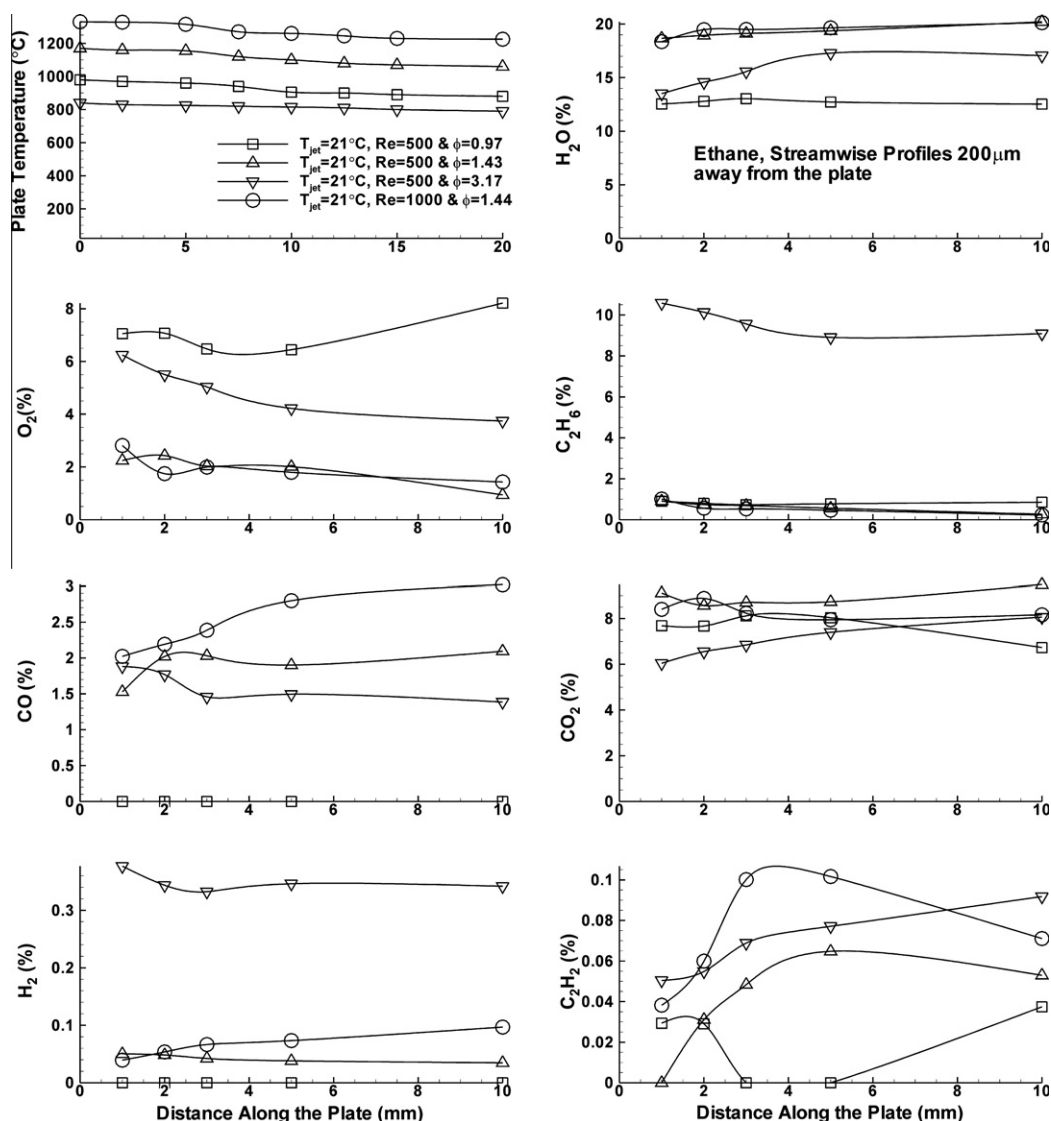 Plate Temperature (°C)
1200
1000
800
600
400
200
0 5 10 15 20
T_jet=21°C, Re=500 & ϕ=0.97
T_jet=21°C, Re=500 & ϕ=1.43
T_jet=21°C, Re=500 & ϕ=3.17
T_jet=21°C, Re=1000 & ϕ=1.44
H₂O (%)
20
15
10
5
0
0 2 4 6 8 10
Ethane, Streamwise Profiles 200μm
away from the plate
O₂(%)
8
6
4
2
0
0 2 4 6 8 10
C₂H₆ (%)
10
8
6
4
2
0
0 2 4 6 8 10
CO (%)
3
2.5
2
1.5
1
0.5
0
0 2 4 6 8 10
CO₂ (%)
8
6
4
2
0
0 2 4 6 8 10
H₂ (%)
0.3
0.2
0.1
0
0 2 4 6 8 10
Distance Along the Plate (mm)
C₂H₂ (%)
0.1
0.08
0.06
0.04
0.02
0
0 2 4 6 8 10
Distance Along the Plate (mm)